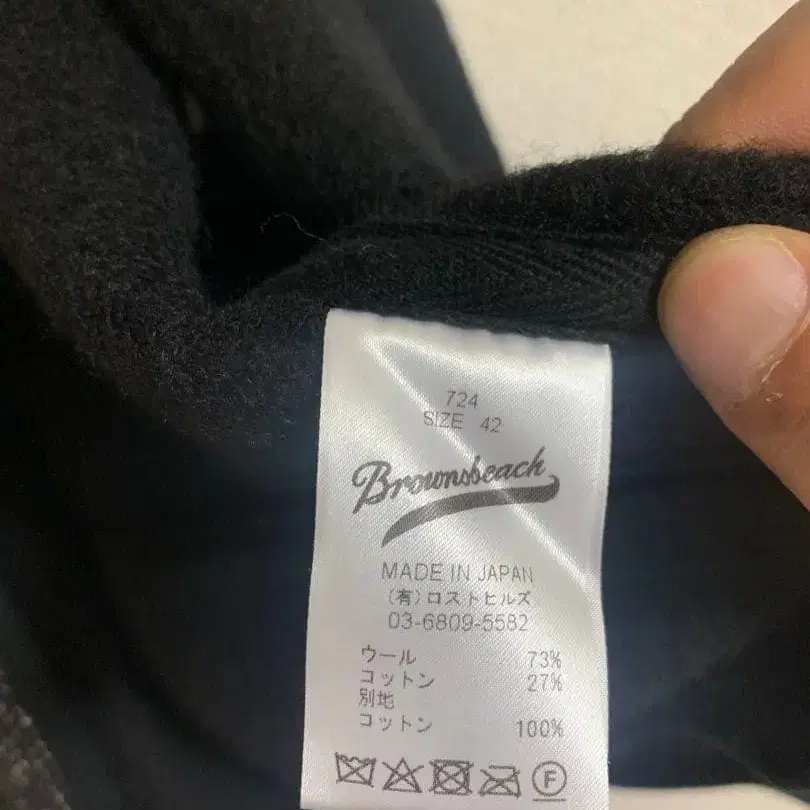 724
SIZE 42
Brownsbeach
MADE IN JAPAN
(有)ロストヒルズ
03-6809-5582
ウール 73%
コットン 27%
別地
コットン 100%
F